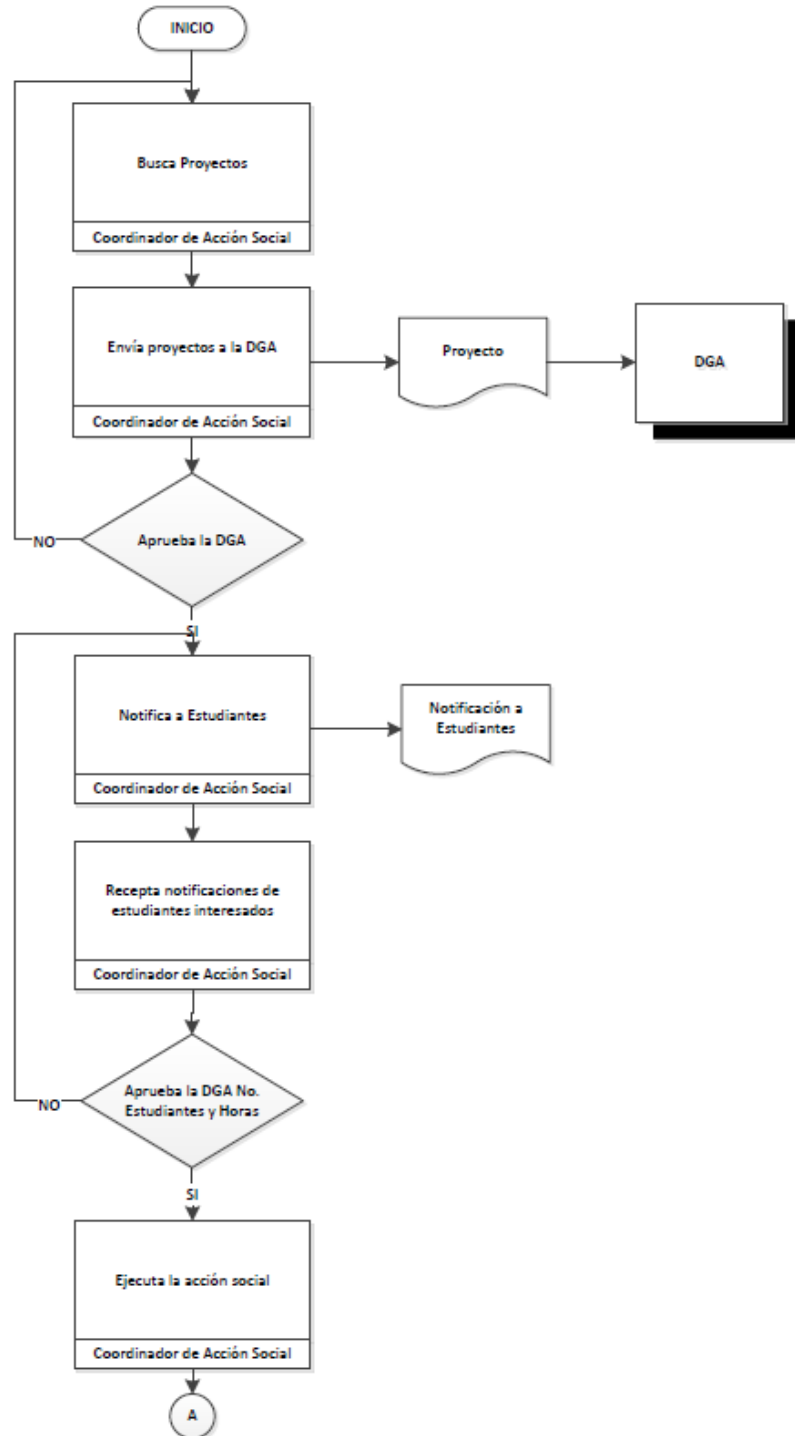 INICIO
Busca Proyectos
Coordinador de Acción Social
Envía proyectos a la DGA
Coordinador de Acción Social
Proyecto
DGA
Aprueba la DGA
NO
SI
Notifica a Estudiantes
Coordinador de Acción Social
Notificación a
Estudiantes
Recepta notificaciones de
estudiantes interesados
Coordinador de Acción Social
Aprueba la DGA No.
Estudiantes y Horas
NO
SI
Ejecuta la acción social
Coordinador de Acción Social
A